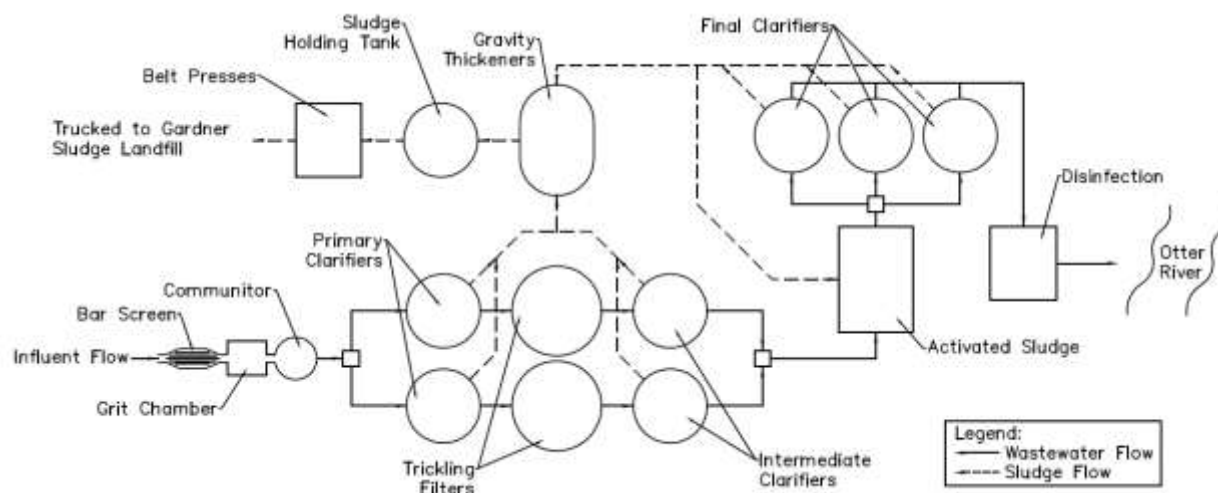 Sludge
Holding Tank
Gravity
Thickeners
Final Clarifiers
Belt Presses
Trucked to Gardner
Sludge Landfill
Disinfection
Primary
Clarifiers
Otter
River
Communitor
Bar Screen
Influent Flow
Activated Sludge
Grit Chamber
Trickling
Filters
Intermediate
Clarifiers
Legend:
Wastewater Flow
Sludge Flow